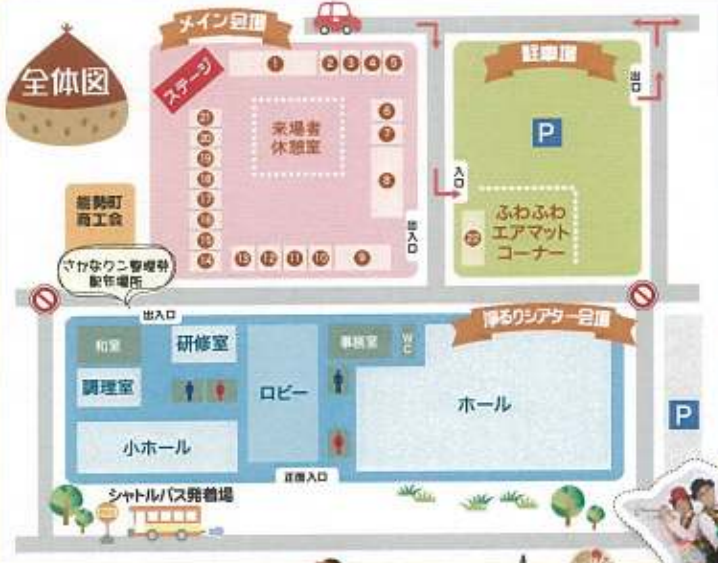 メイン会場
全体図
ステージ
① ② ③ ④ ⑤
来場者
休憩室
⑥
⑦
⑧
㉑
⑳
⑲
⑱
⑰
⑯
⑮
⑭
⑬ ⑫ ⑪ ⑩ ⑨
出入口
駐車場
出口
P
入口
ふわふわ
エアマット
コーナー
㉒
能勢町
商工会
さかなクン整理券
配布場所
出入口
浄るりシアター会場
和室
研修室
調理室
小ホール
ロビー
事務室
WC
ホール
P
正面入口
シャトルバス発着場